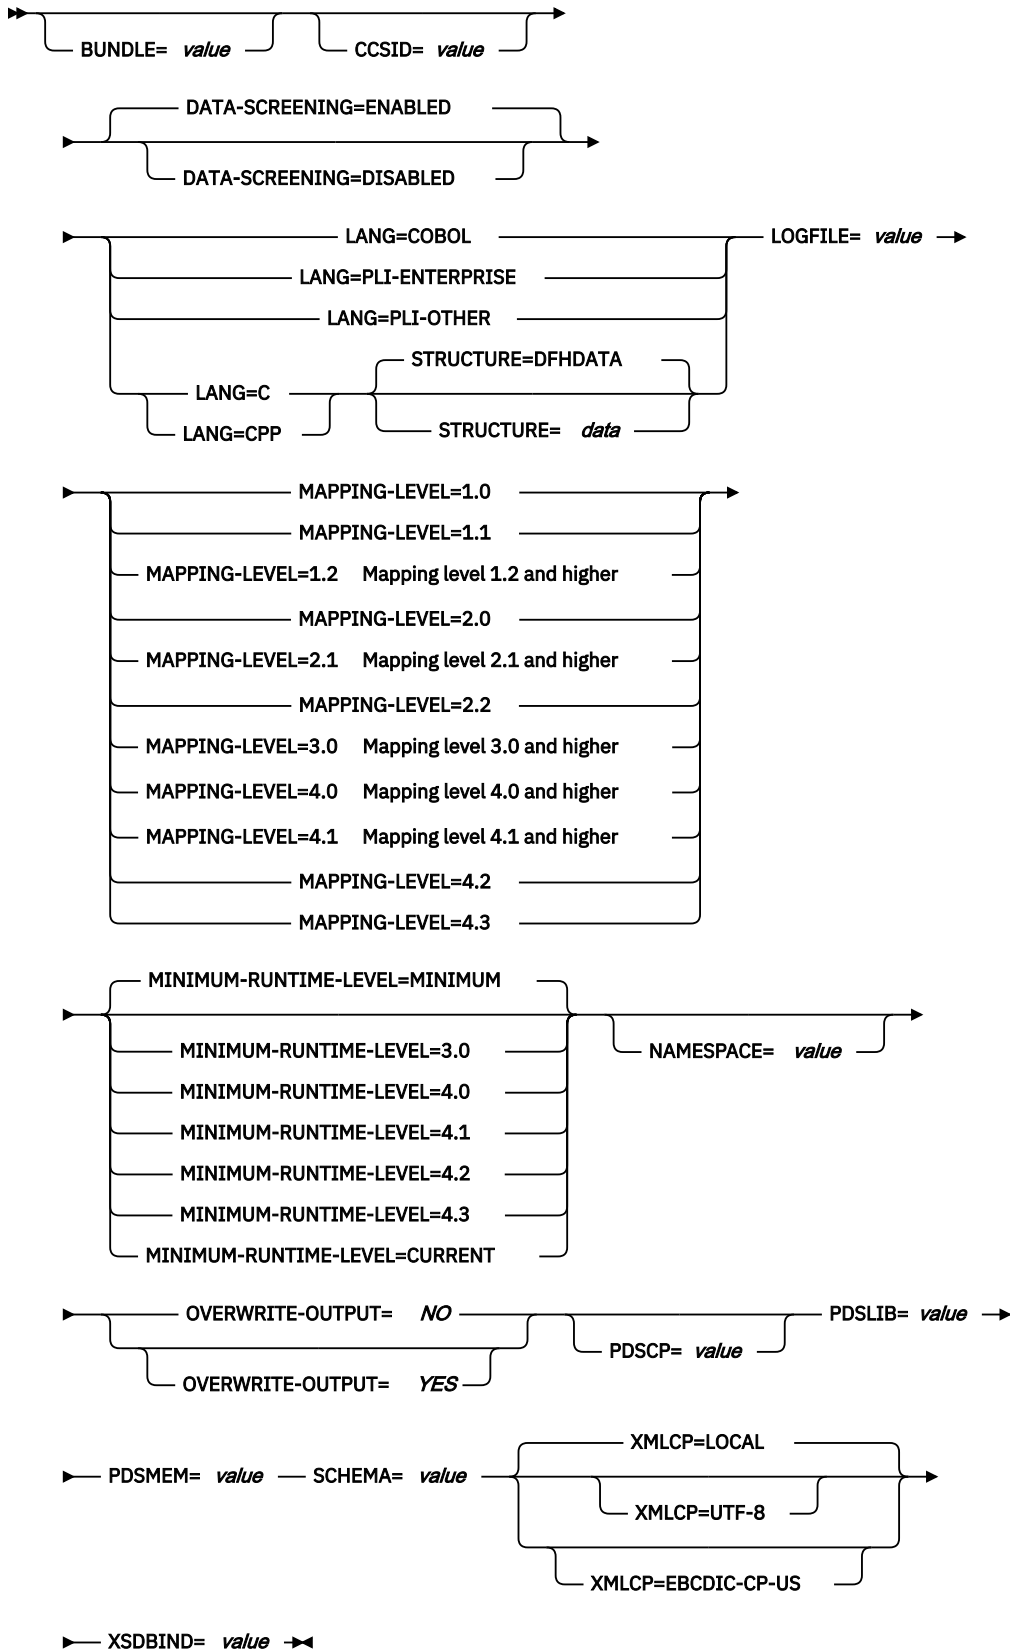 BUNDLE= value CCSID= value
DATA-SCREENING=ENABLED
DATA-SCREENING=DISABLED
LANG=COBOL LOGFILE= value
LANG=PLI-ENTERPRISE
LANG=PLI-OTHER
STRUCTURE=DFHDATA
LANG=C
LANG=CPP STRUCTURE= data
MAPPING-LEVEL=1.0
MAPPING-LEVEL=1.1
MAPPING-LEVEL=1.2 Mapping level 1.2 and higher
MAPPING-LEVEL=2.0
MAPPING-LEVEL=2.1 Mapping level 2.1 and higher
MAPPING-LEVEL=2.2
MAPPING-LEVEL=3.0 Mapping level 3.0 and higher
MAPPING-LEVEL=4.0 Mapping level 4.0 and higher
MAPPING-LEVEL=4.1 Mapping level 4.1 and higher
MAPPING-LEVEL=4.2
MAPPING-LEVEL=4.3
MINIMUM-RUNTIME-LEVEL=MINIMUM
MINIMUM-RUNTIME-LEVEL=3.0 NAMESPACE= value
MINIMUM-RUNTIME-LEVEL=4.0
MINIMUM-RUNTIME-LEVEL=4.1
MINIMUM-RUNTIME-LEVEL=4.2
MINIMUM-RUNTIME-LEVEL=4.3
MINIMUM-RUNTIME-LEVEL=CURRENT
OVERWRITE-OUTPUT= NO PDSLIB= value
PDSCP= value
OVERWRITE-OUTPUT= YES
XMLCP=LOCAL
PDSMEM= value SCHEMA= value
XMLCP=UTF-8
XMLCP=EBCDIC-CP-US
XSDBIND= value